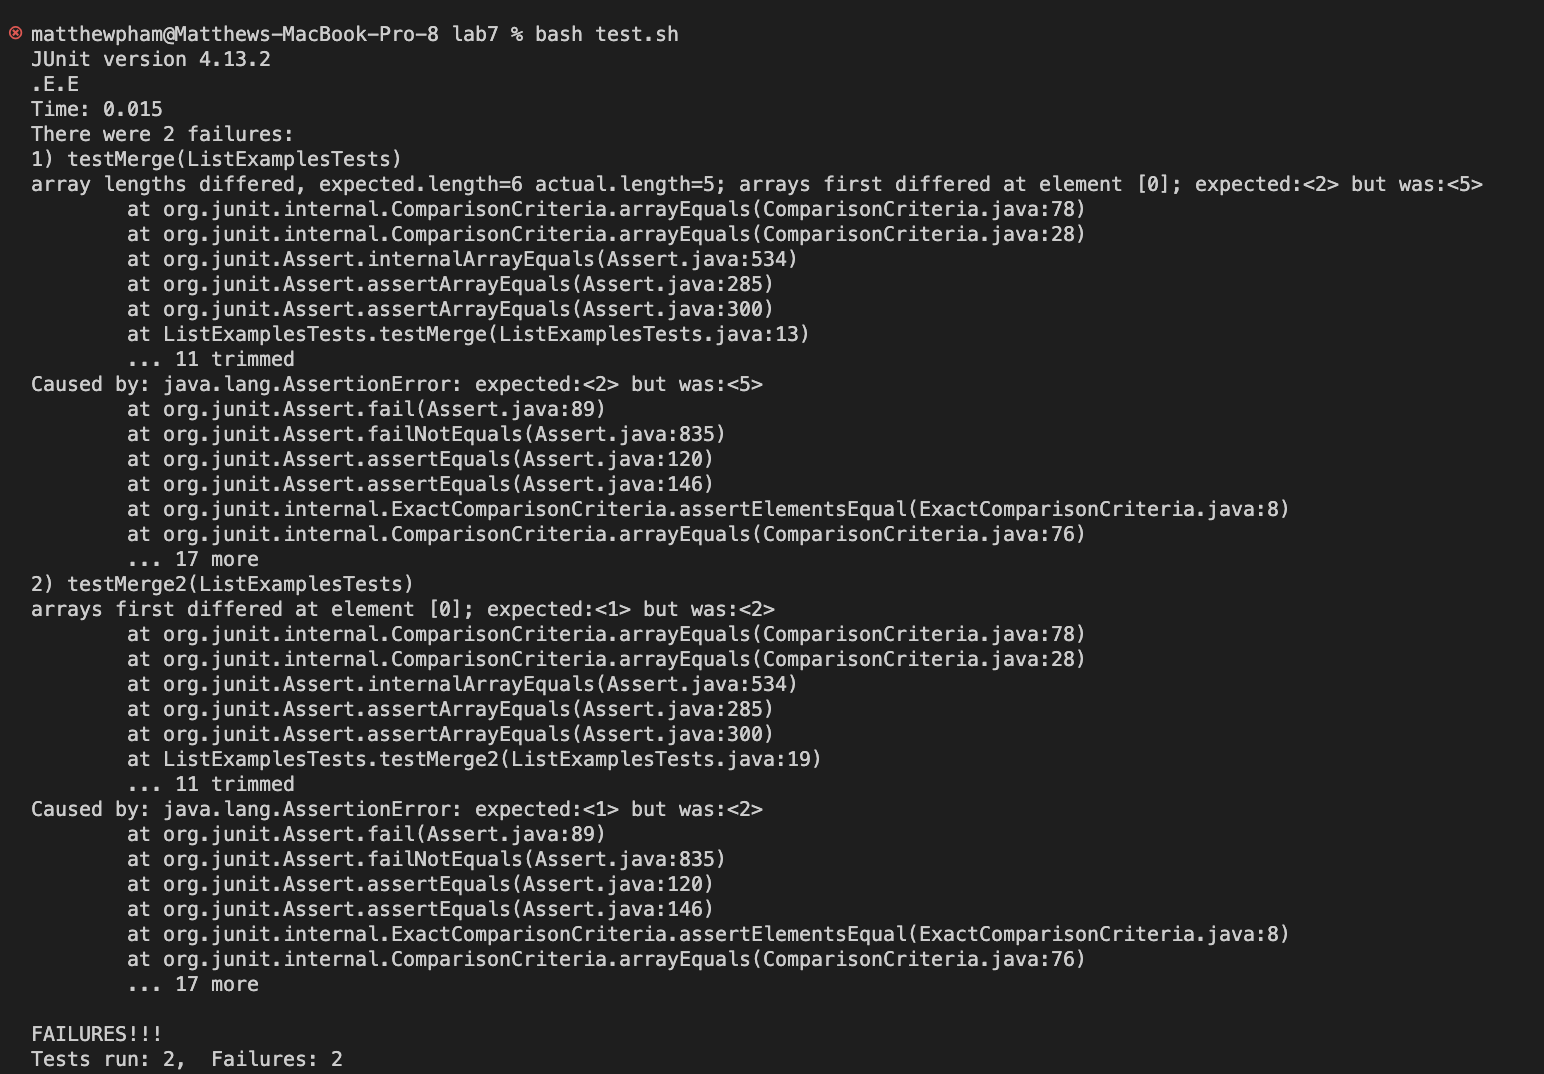 matthewpham@Matthews-MacBook-Pro-8 lab7 % bash test.sh
JUnit version 4.13.2
.E.E
Time: 0.015
There were 2 failures:
1) testMerge(ListExamplesTests)
array lengths differed, expected.length=6 actual.length=5; arrays first differed at element [0]; expected:<2> but was:<5>
        at org.junit.internal.ComparisonCriteria.arrayEquals(ComparisonCriteria.java:78)
        at org.junit.internal.ComparisonCriteria.arrayEquals(ComparisonCriteria.java:28)
        at org.junit.Assert.internalArrayEquals(Assert.java:534)
        at org.junit.Assert.assertArrayEquals(Assert.java:285)
        at org.junit.Assert.assertArrayEquals(Assert.java:300)
        at ListExamplesTests.testMerge(ListExamplesTests.java:13)
        ... 11 trimmed
Caused by: java.lang.AssertionError: expected:<2> but was:<5>
        at org.junit.Assert.fail(Assert.java:89)
        at org.junit.Assert.failNotEquals(Assert.java:835)
        at org.junit.Assert.assertEquals(Assert.java:120)
        at org.junit.Assert.assertEquals(Assert.java:146)
        at org.junit.internal.ExactComparisonCriteria.assertElementsEqual(ExactComparisonCriteria.java:8)
        at org.junit.internal.ComparisonCriteria.arrayEquals(ComparisonCriteria.java:76)
        ... 17 more
2) testMerge2(ListExamplesTests)
arrays first differed at element [0]; expected:<1> but was:<2>
        at org.junit.internal.ComparisonCriteria.arrayEquals(ComparisonCriteria.java:78)
        at org.junit.internal.ComparisonCriteria.arrayEquals(ComparisonCriteria.java:28)
        at org.junit.Assert.internalArrayEquals(Assert.java:534)
        at org.junit.Assert.assertArrayEquals(Assert.java:285)
        at org.junit.Assert.assertArrayEquals(Assert.java:300)
        at ListExamplesTests.testMerge2(ListExamplesTests.java:19)
        ... 11 trimmed
Caused by: java.lang.AssertionError: expected:<1> but was:<2>
        at org.junit.Assert.fail(Assert.java:89)
        at org.junit.Assert.failNotEquals(Assert.java:835)
        at org.junit.Assert.assertEquals(Assert.java:120)
        at org.junit.Assert.assertEquals(Assert.java:146)
        at org.junit.internal.ExactComparisonCriteria.assertElementsEqual(ExactComparisonCriteria.java:8)
        at org.junit.internal.ComparisonCriteria.arrayEquals(ComparisonCriteria.java:76)
        ... 17 more

FAILURES!!!
Tests run: 2,  Failures: 2